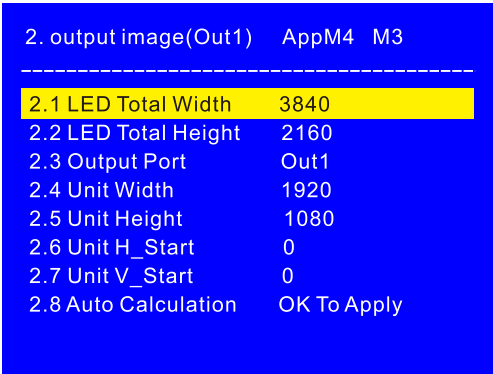 2. output image(Out1) AppM4 M3
2.1 LED Total Width 3840
2.2 LED Total Height 2160
2.3 Output Port Out1
2.4 Unit Width 1920
2.5 Unit Height 1080
2.6 Unit H_Start 0
2.7 Unit V_Start 0
2.8 Auto Calculation OK To Apply